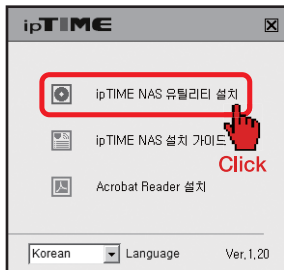 ipTIME
ipTIME NAS 유틸리티 설치
ipTIME NAS 설치 가이드
Click
Acrobat Reader 설치
Korean Language Ver,1,20